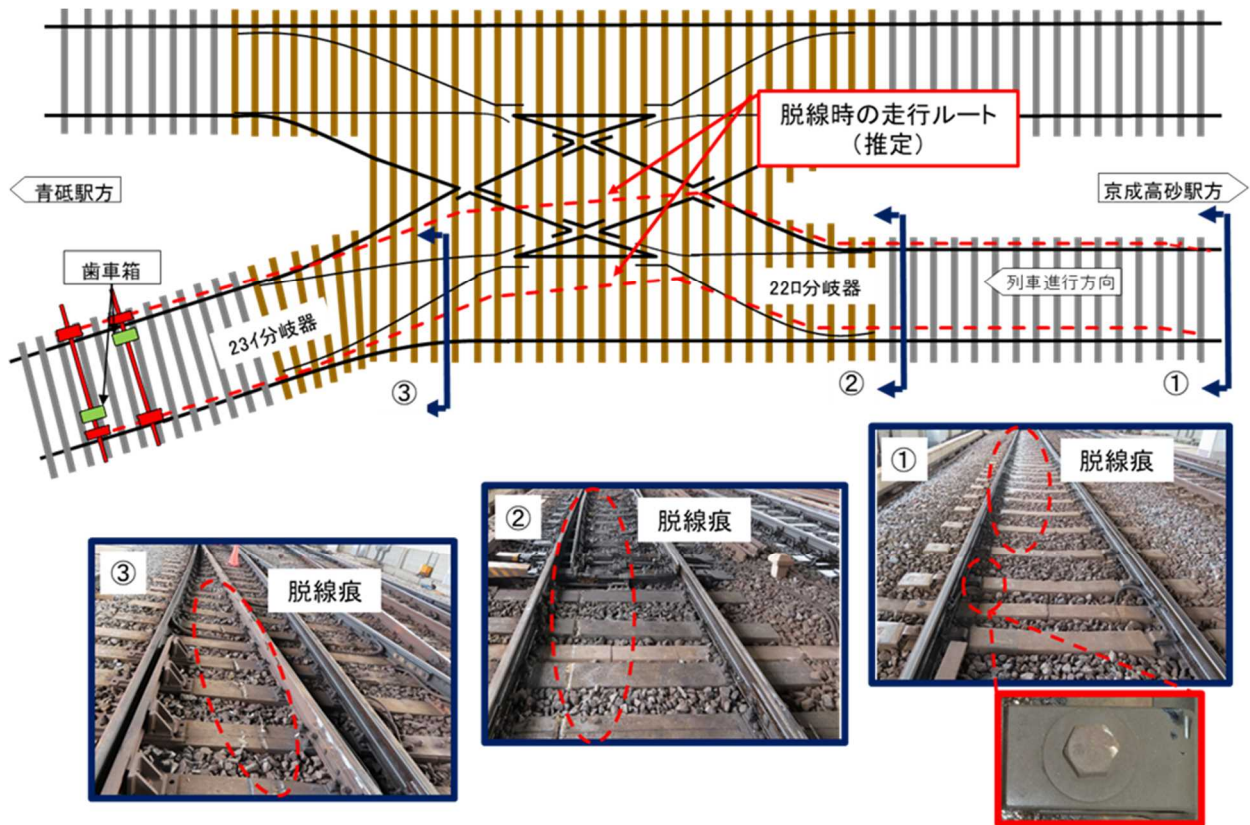 脱線時の走行ルート
（推定）
青砥駅方
京成高砂駅方
歯車箱
列車進行方向
22ロ分岐器
23イ分岐器
③
②
①
①
脱線痕
②
脱線痕
③
脱線痕